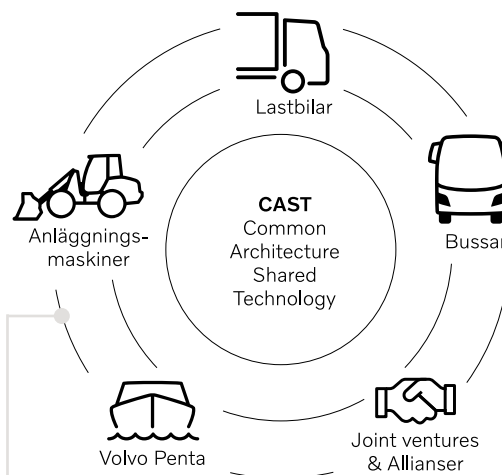 Lastbilar
CAST
Common
Architecture
Shared
Technology
Anläggnings-
maskiner
Bussar
Volvo Penta
Joint ventures
& Allianser